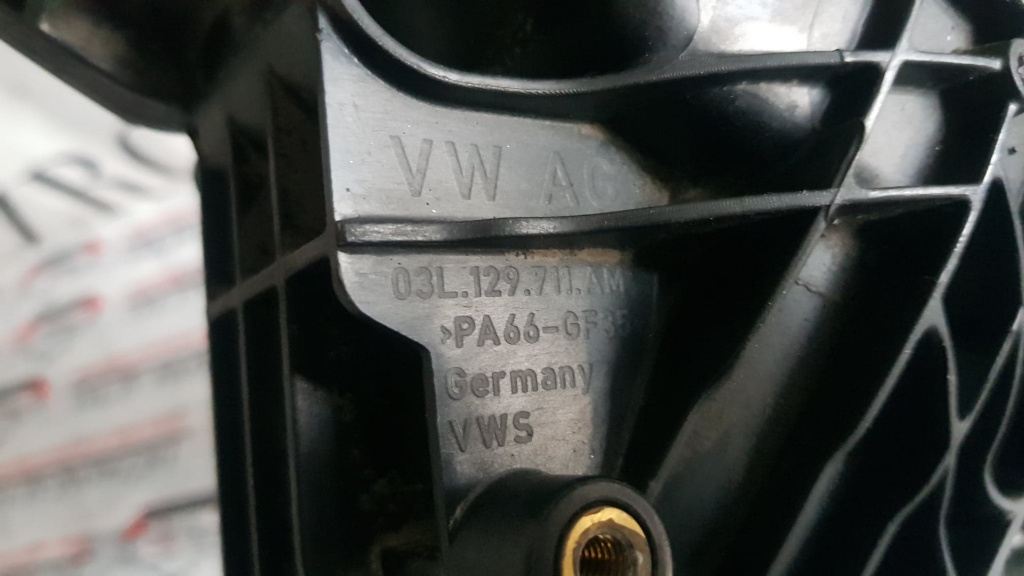 VW AG
03L.129.711.AM
>PA66-GF35
Germany
VWS